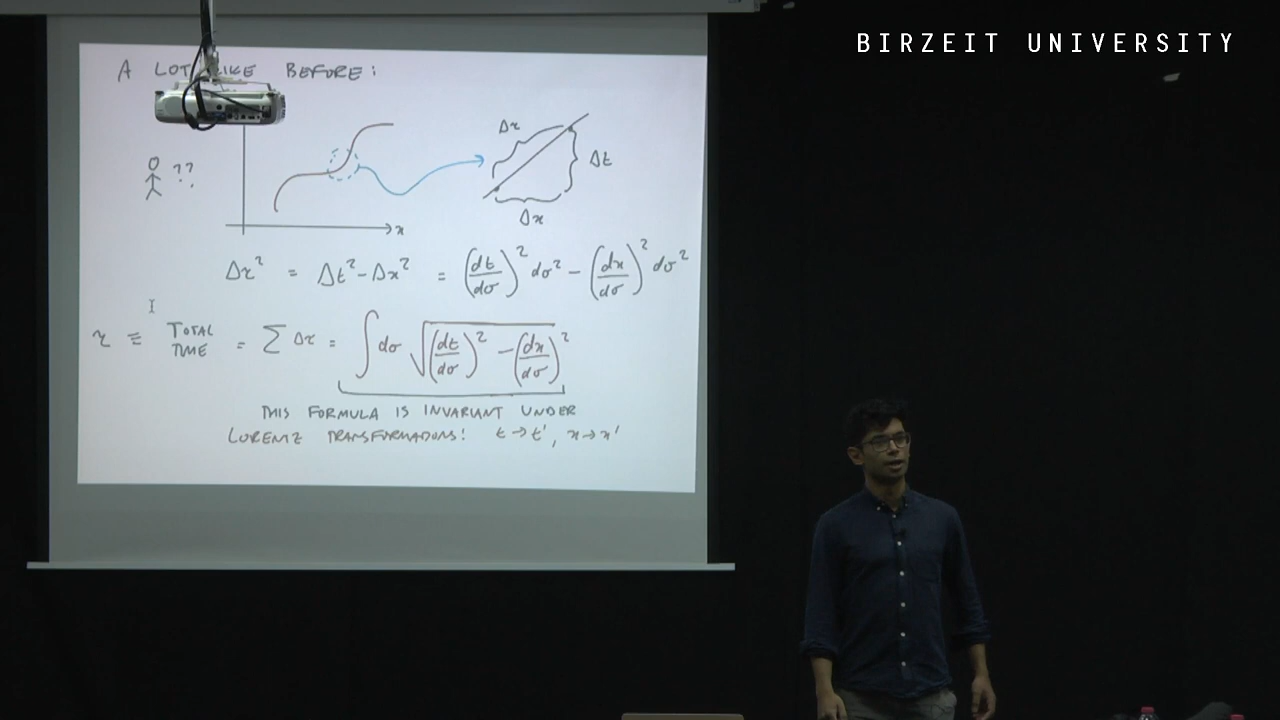 BIRZEIT UNIVERSITY
A LOT LIKE BEFORE:
??
x
Δτ
Δt
Δx
Δτ² = Δt² - Δx² = (dt/dσ)² dσ² - (dx/dσ)² dσ²
τ ≡ TOTAL TIME = Σ Δτ = ∫ dσ √(dt/dσ)² - (dx/dσ)²
THIS FORMULA IS INVARIANT UNDER
LORENTZ TRANSFORMATIONS! t → t', x → x'